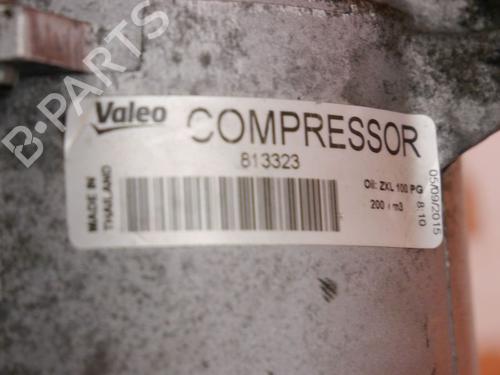 B-PARTS
Valeo COMPRESSOR
813323
MADE IN
THAILAND
Oil: ZXL 100 PG
200 / m3
05/09/2015
8:10